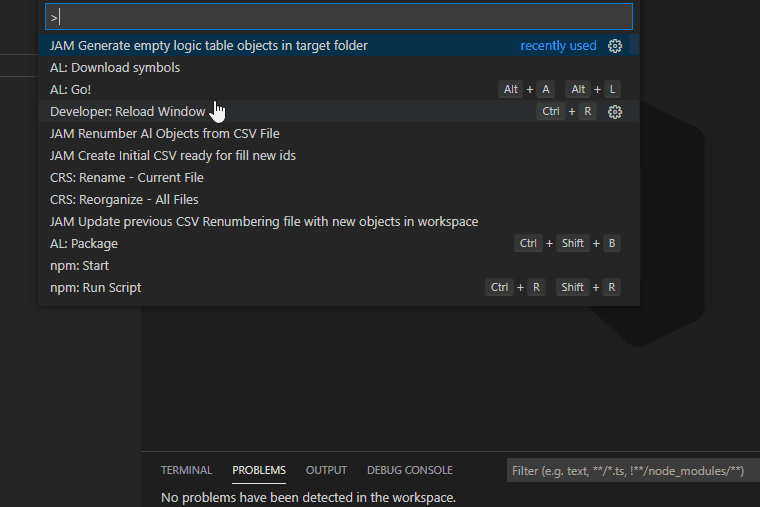 >
JAM Generate empty logic table objects in target folder recently used
AL: Download symbols
AL: Go! Alt + A Alt + L
Developer: Reload Window Ctrl + R
JAM Renumber Al Objects from CSV File
JAM Create Initial CSV ready for fill new ids
CRS: Rename - Current File
CRS: Reorganize - All Files
JAM Update previous CSV Renumbering file with new objects in workspace
AL: Package Ctrl + Shift + B
npm: Start
npm: Run Script Ctrl + R Shift + R
TERMINAL PROBLEMS OUTPUT DEBUG CONSOLE Filter (e.g. text, **/*.ts, !**/node_modules/**)
No problems have been detected in the workspace.